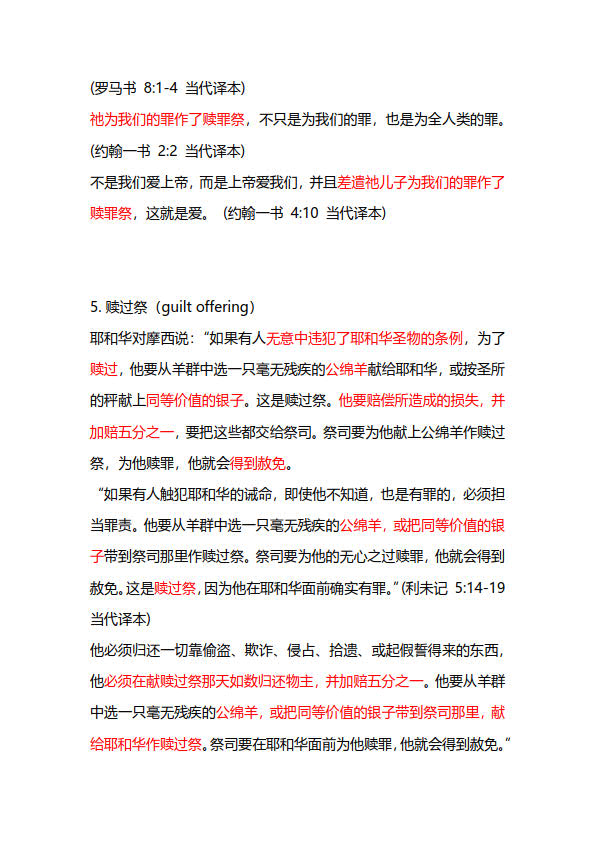 (罗马书 8:1-4 当代译本)
祂为我们的罪作了赎罪祭，不只是为我们的罪，也是为全人类的罪。
(约翰一书 2:2 当代译本)
不是我们爱上帝，而是上帝爱我们，并且差遣祂儿子为我们的罪作了
赎罪祭，这就是爱。 (约翰一书 4:10 当代译本)
5. 赎过祭（guilt offering）
耶和华对摩西说：“如果有人无意中违犯了耶和华圣物的条例，为了
赎过，他要从羊群中选一只毫无残疾的公绵羊献给耶和华，或按圣所
的秤献上同等价值的银子。这是赎过祭。他要赔偿所造成的损失，并
加赔五分之一，要把这些都交给祭司。祭司要为他献上公绵羊作赎过
祭，为他赎罪，他就会得到赦免。
“如果有人触犯耶和华的诫命，即使他不知道，也是有罪的，必须担
当罪责。他要从羊群中选一只毫无残疾的公绵羊，或把同等价值的银
子带到祭司那里作赎过祭。祭司要为他的无心之过赎罪，他就会得到
赦免。这是赎过祭，因为他在耶和华面前确实有罪。”(利未记 5:14-19
当代译本)
他必须归还一切靠偷盗、欺诈、侵占、拾遗、或起假誓得来的东西，
他必须在献赎过祭那天如数归还物主，并加赔五分之一。他要从羊群
中选一只毫无残疾的公绵羊，或把同等价值的银子带到祭司那里，献
给耶和华作赎过祭。祭司要在耶和华面前为他赎罪，他就会得到赦免。”